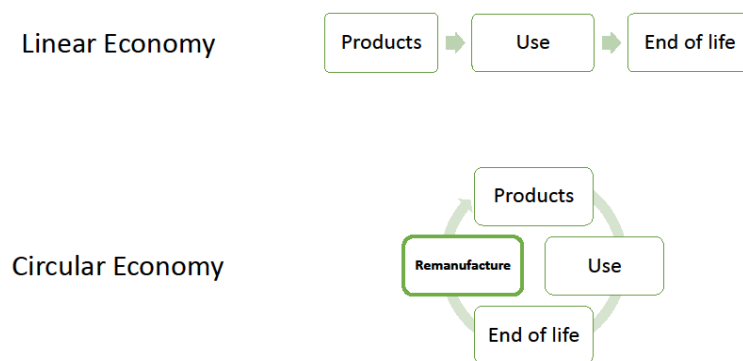 Linear Economy
Products
Use
End of life
Circular Economy
Products
Use
End of life
Remanufacture